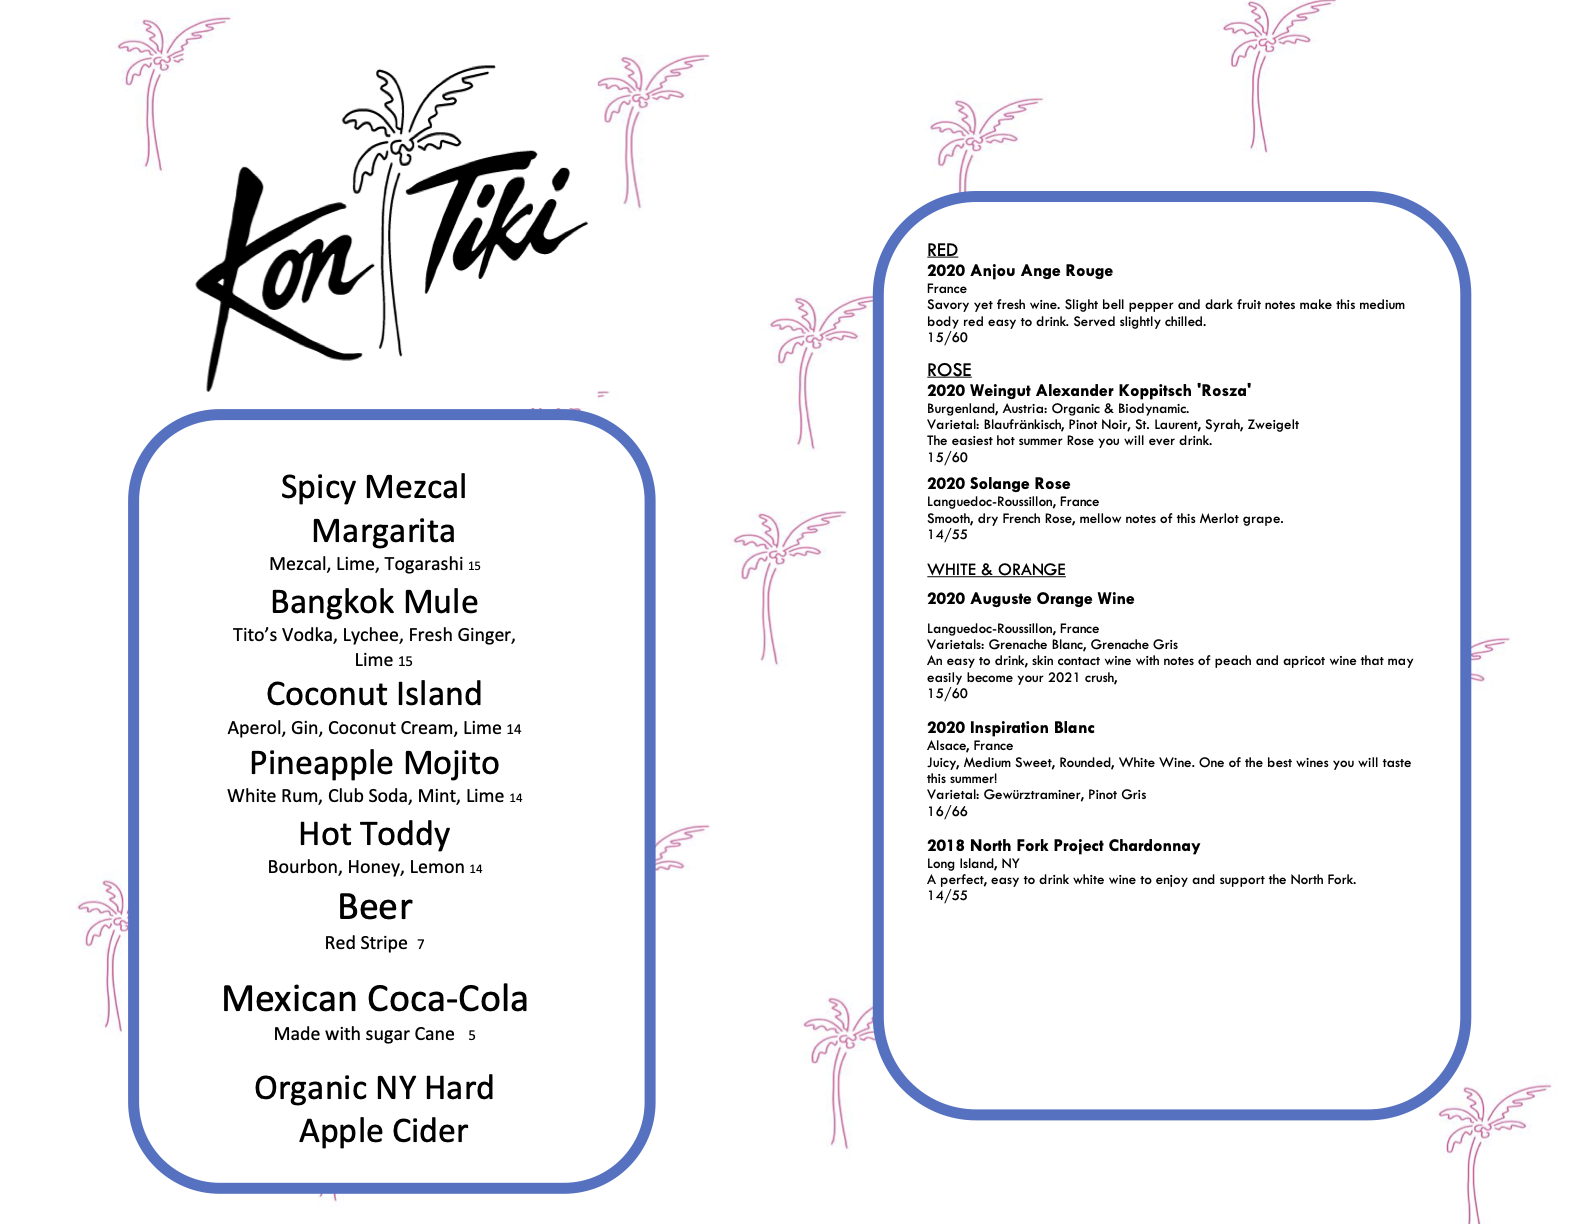 Kon Tiki
Spicy Mezcal
Margarita
Mezcal, Lime, Togarashi 15
Bangkok Mule
Tito’s Vodka, Lychee, Fresh Ginger,
Lime 15
Coconut Island
Aperol, Gin, Coconut Cream, Lime 14
Pineapple Mojito
White Rum, Club Soda, Mint, Lime 14
Hot Toddy
Bourbon, Honey, Lemon 14
Beer
Red Stripe 7
Mexican Coca-Cola
Made with sugar Cane 5
Organic NY Hard
Apple Cider
RED
2020 Anjou Ange Rouge
France
Savory yet fresh wine. Slight bell pepper and dark fruit notes make this medium
body red easy to drink. Served slightly chilled.
15/60
ROSE
2020 Weingut Alexander Koppitsch 'Rosza'
Burgenland, Austria: Organic & Biodynamic.
Varietal: Blaufränkisch, Pinot Noir, St. Laurent, Syrah, Zweigelt
The easiest hot summer Rose you will ever drink.
15/60
2020 Solange Rose
Languedoc-Roussillon, France
Smooth, dry French Rose, mellow notes of this Merlot grape.
14/55
WHITE & ORANGE
2020 Auguste Orange Wine
Languedoc-Roussillon, France
Varietals: Grenache Blanc, Grenache Gris
An easy to drink, skin contact wine with notes of peach and apricot wine that may
easily become your 2021 crush,
15/60
2020 Inspiration Blanc
Alsace, France
Juicy, Medium Sweet, Rounded, White Wine. One of the best wines you will taste
this summer!
Varietal: Gewürztraminer, Pinot Gris
16/66
2018 North Fork Project Chardonnay
Long Island, NY
A perfect, easy to drink white wine to enjoy and support the North Fork.
14/55